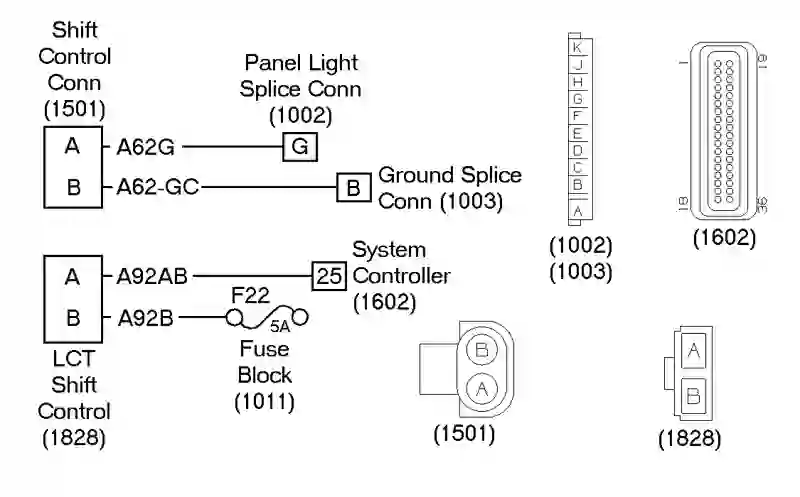 Shift
Control
Conn
(1501)
A
B
A62G
A62-GC
Panel Light
Splice Conn
(1002)
G
B
Ground Splice
Conn (1003)
A
B
A92AB
A92B
25
System
Controller
(1602)
F22
5A
Fuse
Block
(1011)
LCT
Shift
Control
(1828)
K
J
H
G
F
E
D
C
B
A
(1002)
(1003)
1
19
18
36
(1602)
B
A
(1501)
A
B
(1828)